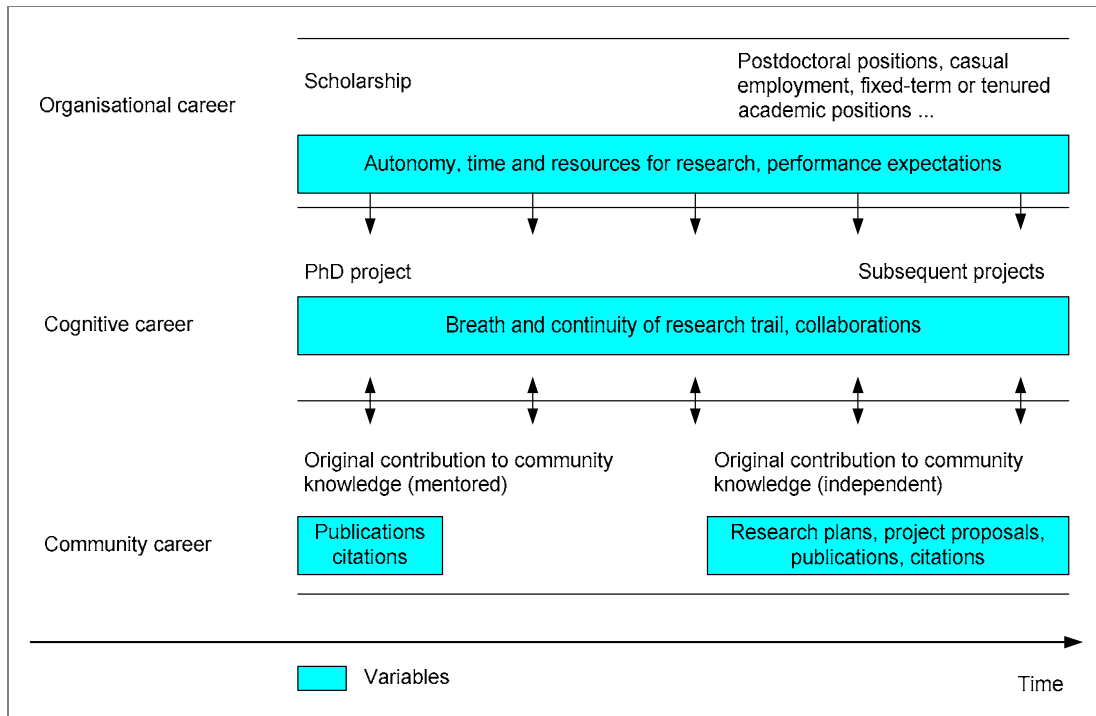 Scholarship
Postdoctoral positions, casual
employment, fixed-term or tenured
academic positions ...
Organisational career
Autonomy, time and resources for research, performance expectations
PhD project
Subsequent projects
Cognitive career
Breath and continuity of research trail, collaborations
Original contribution to community
knowledge (mentored)
Original contribution to community
knowledge (independent)
Community career
Publications
citations
Research plans, project proposals,
publications, citations
Variables
Time